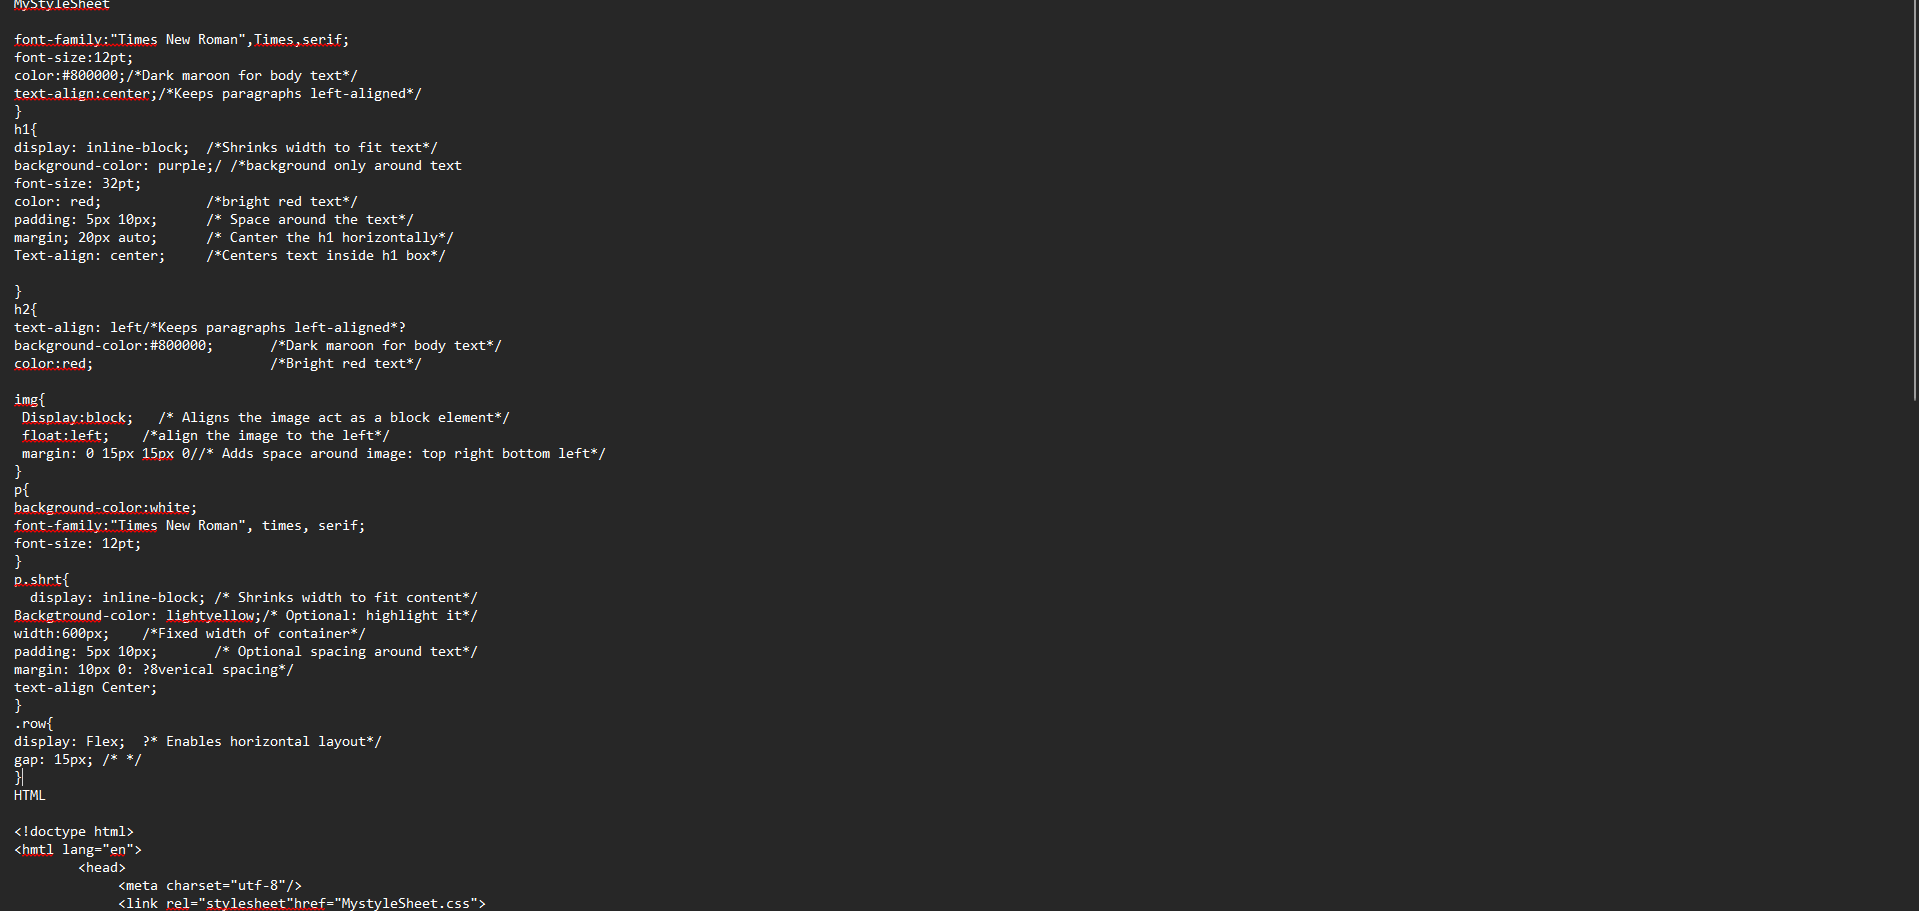 MyStyleSheet
font-family:"Times New Roman",Times,serif;
font-size:12pt;
color:#800000;/*Dark maroon for body text*/
text-align:center;/*Keeps paragraphs left-aligned*/
}
h1{
display: inline-block;  /*Shrinks width to fit text*/
background-color: purple;/ /*background only around text
font-size: 32pt;
color: red;             /*bright red text*/
padding: 5px 10px;      /* Space around the text*/
margin; 20px auto;      /* Canter the h1 horizontally*/
Text-align: center;     /*Centers text inside h1 box*/
}
h2{
text-align: left/*Keeps paragraphs left-aligned*?
background-color:#800000;       /*Dark maroon for body text*/
color:red;                      /*Bright red text*/
img{
 Display:block;   /* Aligns the image act as a block element*/
 float:left;    /*align the image to the left*/
 margin: 0 15px 15px 0//* Adds space around image: top right bottom left*/
}
p{
background-color:white;
font-family:"Times New Roman", times, serif;
font-size: 12pt;
}
p.shrt{
  display: inline-block; /* Shrinks width to fit content*/
Backgtround-color: lightyellow;/* Optional: highlight it*/
width:600px;    /*Fixed width of container*/
padding: 5px 10px;       /* Optional spacing around text*/
margin: 10px 0: ?8verical spacing*/
text-align Center;
}
.row{
display: Flex;  ?* Enables horizontal layout*/
gap: 15px; /* */
}
HTML
<!doctype html>
<hmtl lang="en">
        <head>
             <meta charset="utf-8"/>
             <link rel="stylesheet"href="MystyleSheet.css">